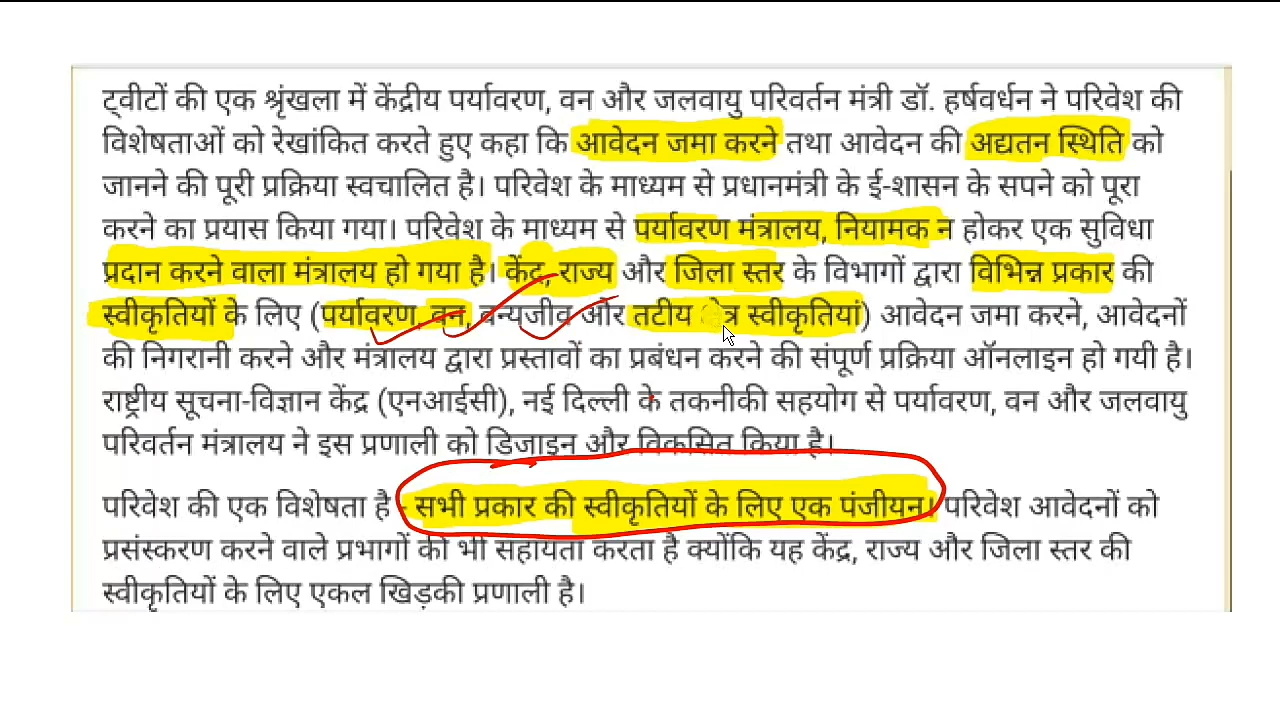 ट्वीटों की एक श्रृंखला में केंद्रीय पर्यावरण, वन और जलवायु परिवर्तन मंत्री डॉ. हर्षवर्धन ने परिवेश की
विशेषताओं को रेखांकित करते हुए कहा कि आवेदन जमा करने तथा आवेदन की अद्यतन स्थिति को
जानने की पूरी प्रक्रिया स्वचालित है। परिवेश के माध्यम से प्रधानमंत्री के ई-शासन के सपने को पूरा
करने का प्रयास किया गया। परिवेश के माध्यम से पर्यावरण मंत्रालय, नियामक न होकर एक सुविधा
प्रदान करने वाला मंत्रालय हो गया है। केंद, राज्य और जिला स्तर के विभागों द्वारा विभिन्न प्रकार की
स्वीकृतियों के लिए (पर्यावरण, वन, वन्यजीव और तटीय क्षेत्र स्वीकृतियां) आवेदन जमा करने, आवेदनों
की निगरानी करने और मंत्रालय द्वारा प्रस्तावों का प्रबंधन करने की संपूर्ण प्रक्रिया ऑनलाइन हो गयी है।
राष्ट्रीय सूचना-विज्ञान केंद्र (एनआईसी), नई दिल्ली के तकनीकी सहयोग से पर्यावरण, वन और जलवायु
परिवर्तन मंत्रालय ने इस प्रणाली को डिजाइन और विकसित किया है।
परिवेश की एक विशेषता है - सभी प्रकार की स्वीकृतियों के लिए एक पंजीयन। परिवेश आवेदनों को
प्रसंस्करण करने वाले प्रभागों को भी सहायता करता है क्योंकि यह केंद्र, राज्य और जिला स्तर की
स्वीकृतियों के लिए एकल खिड़की प्रणाली है।